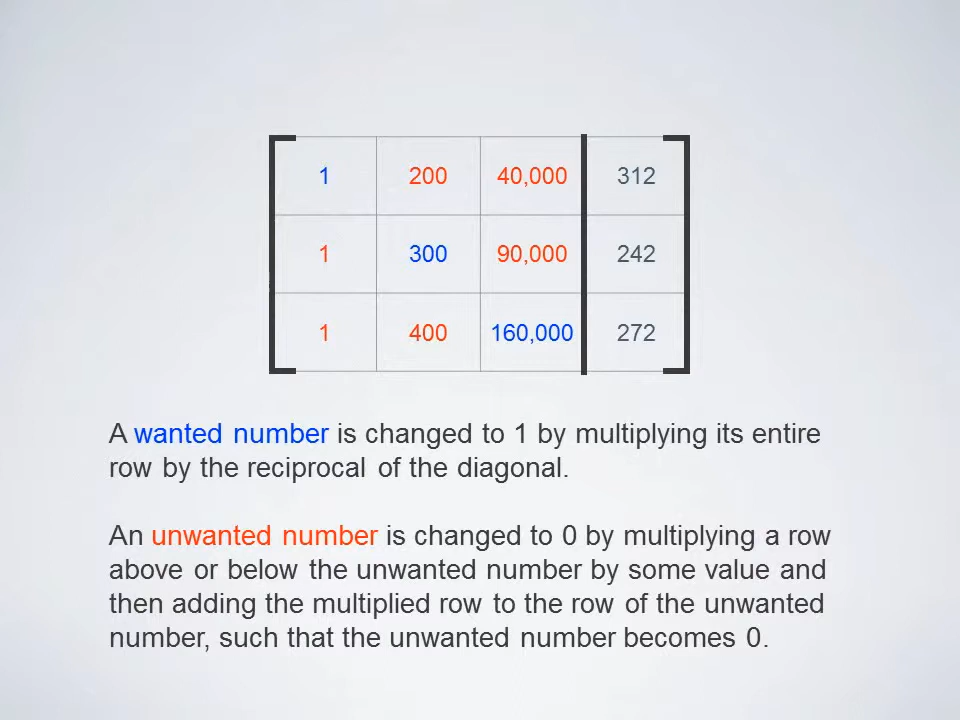 1 200 40,000 312
1 300 90,000 242
1 400 160,000 272
A wanted number is changed to 1 by multiplying its entire
row by the reciprocal of the diagonal.
An unwanted number is changed to 0 by multiplying a row
above or below the unwanted number by some value and
then adding the multiplied row to the row of the unwanted
number, such that the unwanted number becomes 0.